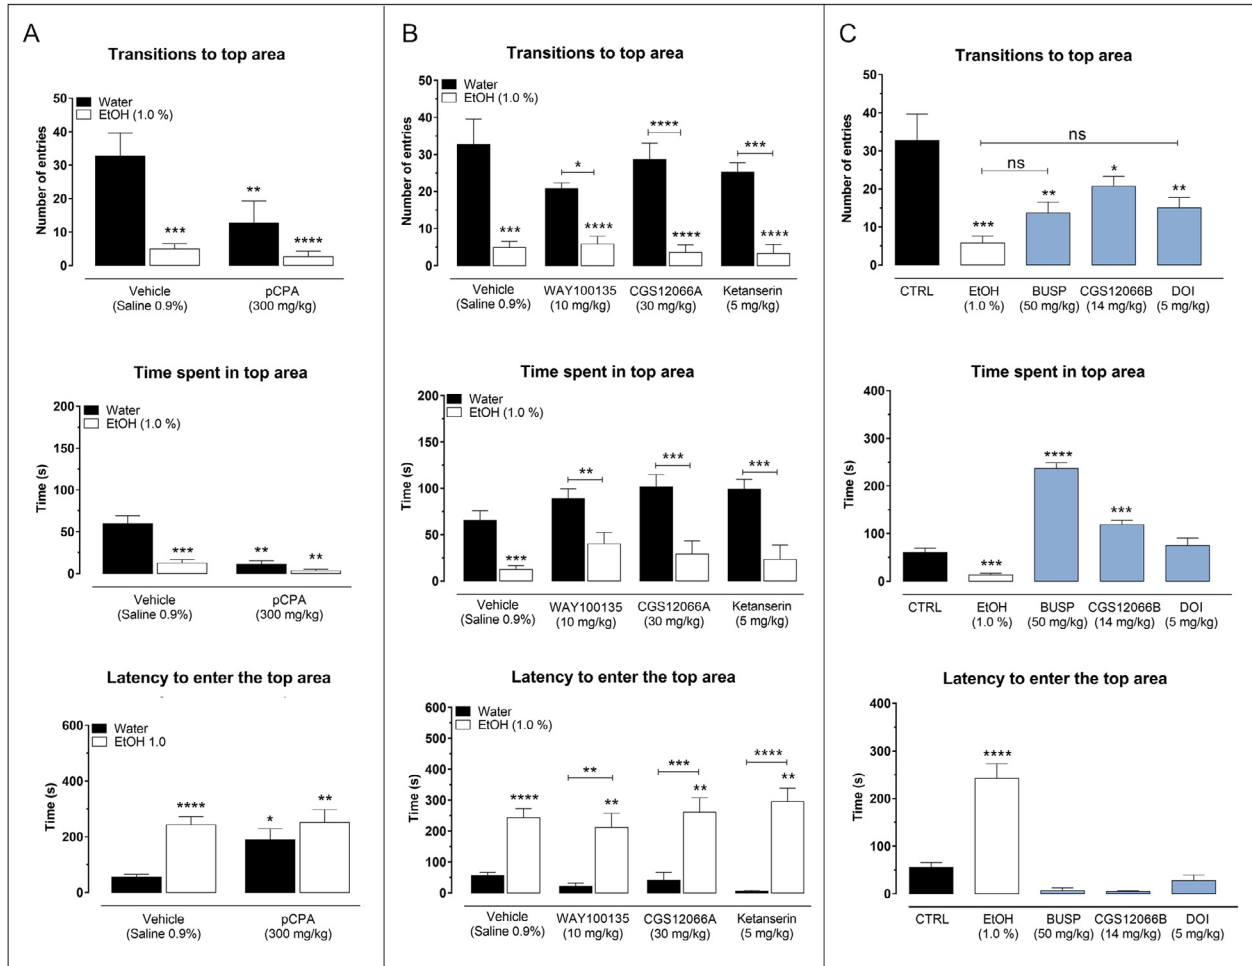 A
Transitions to top area
Water
EtOH (1.0 %)
Number of entries
50
40
30
20
10
0
***
**
****
Vehicle
(Saline 0.9%)
pCPA
(300 mg/kg)
Time spent in top area
Water
EtOH (1.0 %)
Time (s)
200
150
100
50
0
***
**
**
Vehicle
(Saline 0.9%)
pCPA
(300 mg/kg)
Latency to enter the top area
Water
EtOH 1.0
Time (s)
600
400
200
0
****
*
**
Vehicle
(Saline 0.9%)
pCPA
(300 mg/kg)
B
Transitions to top area
Water
EtOH (1.0 %)
Number of entries
50
40
30
20
10
0
***
*
****
****
****
***
****
Vehicle
(Saline 0.9%)
WAY100135
(10 mg/kg)
CGS12066A
(30 mg/kg)
Ketanserin
(5 mg/kg)
Time spent in top area
Water
EtOH (1.0 %)
Time (s)
200
150
100
50
0
***
**
***
***
Vehicle
(Saline 0.9%)
WAY100135
(10 mg/kg)
CGS12066A
(30 mg/kg)
Ketanserin
(5 mg/kg)
Latency to enter the top area
Water
EtOH (1.0 %)
Time (s)
600
500
400
300
200
100
0
****
**
**
***
**
****
**
Vehicle
(Saline 0.9%)
WAY100135
(10 mg/kg)
CGS12066A
(30 mg/kg)
Ketanserin
(5 mg/kg)
C
Transitions to top area
Number of entries
50
40
30
20
10
0
ns
ns
***
**
*
**
CTRL
EtOH
(1.0 %)
BUSP
(50 mg/kg)
CGS12066B
(14 mg/kg)
DOI
(5 mg/kg)
Time spent in top area
Time (s)
400
300
200
100
0
***
****
***
CTRL
EtOH
(1.0 %)
BUSP
(50 mg/kg)
CGS12066B
(14 mg/kg)
DOI
(5 mg/kg)
Latency to enter the top area
Time (s)
400
300
200
100
0
****
CTRL
EtOH
(1.0 %)
BUSP
(50 mg/kg)
CGS12066B
(14 mg/kg)
DOI
(5 mg/kg)